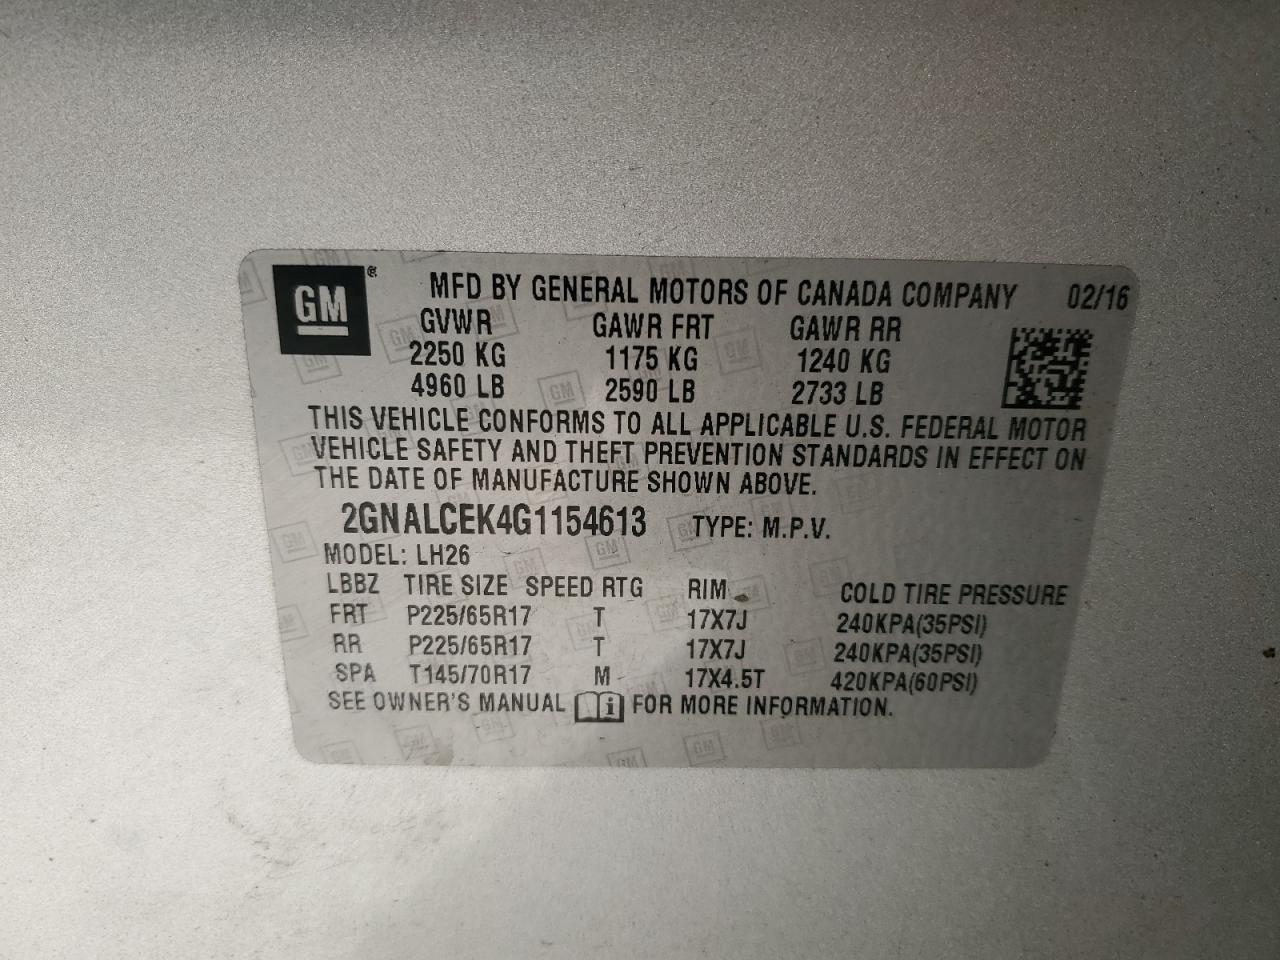 GM ® MFD BY GENERAL MOTORS OF CANADA COMPANY 02/16
GVWR GAWR FRT GAWR RR
2250 KG 1175 KG 1240 KG
4960 LB 2590 LB 2733 LB
THIS VEHICLE CONFORMS TO ALL APPLICABLE U.S. FEDERAL MOTOR
VEHICLE SAFETY AND THEFT PREVENTION STANDARDS IN EFFECT ON
THE DATE OF MANUFACTURE SHOWN ABOVE.
2GNALCEK4G1154613 TYPE: M.P.V.
MODEL: LH26
LBBZ TIRE SIZE SPEED RTG RIM COLD TIRE PRESSURE
FRT P225/65R17 T 17X7J 240KPA(35PSI)
RR P225/65R17 T 17X7J 240KPA(35PSI)
SPA T145/70R17 M 17X4.5T 420KPA(60PSI)
SEE OWNER'S MANUAL i FOR MORE INFORMATION.